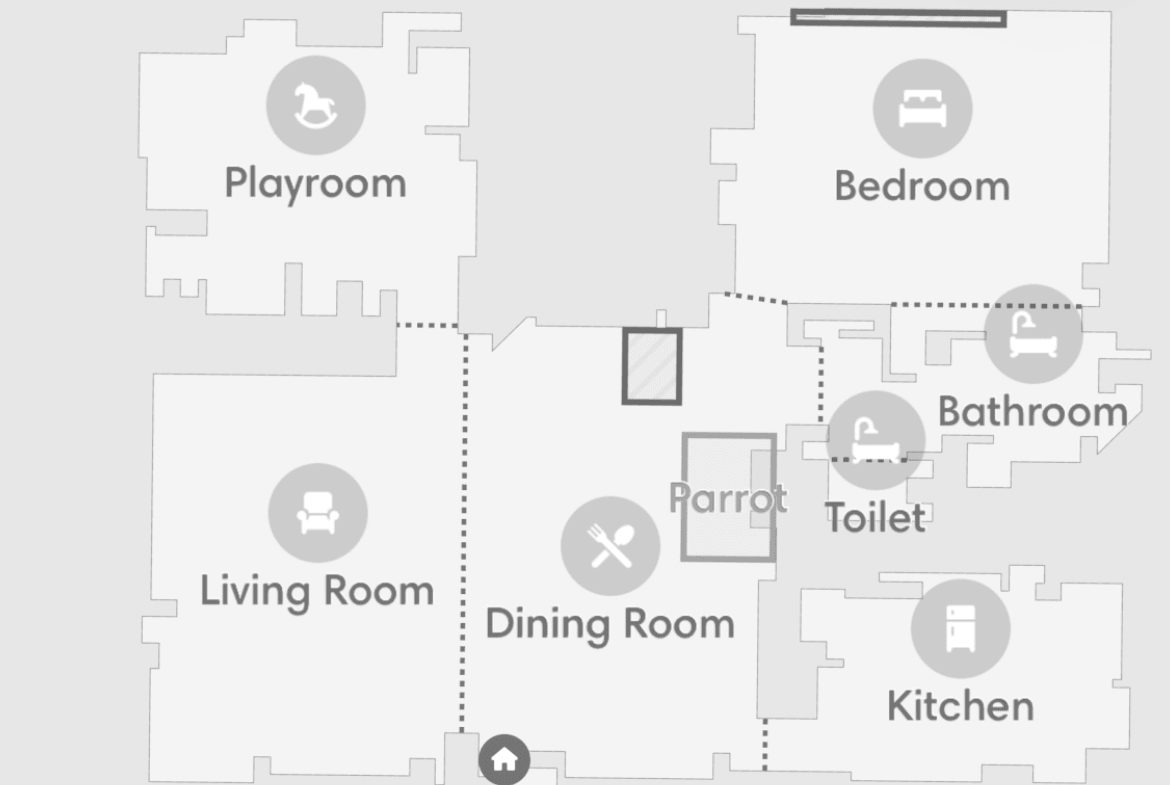 Playroom
Bedroom
Bathroom
Parrot
Toilet
Living Room
Dining Room
Kitchen